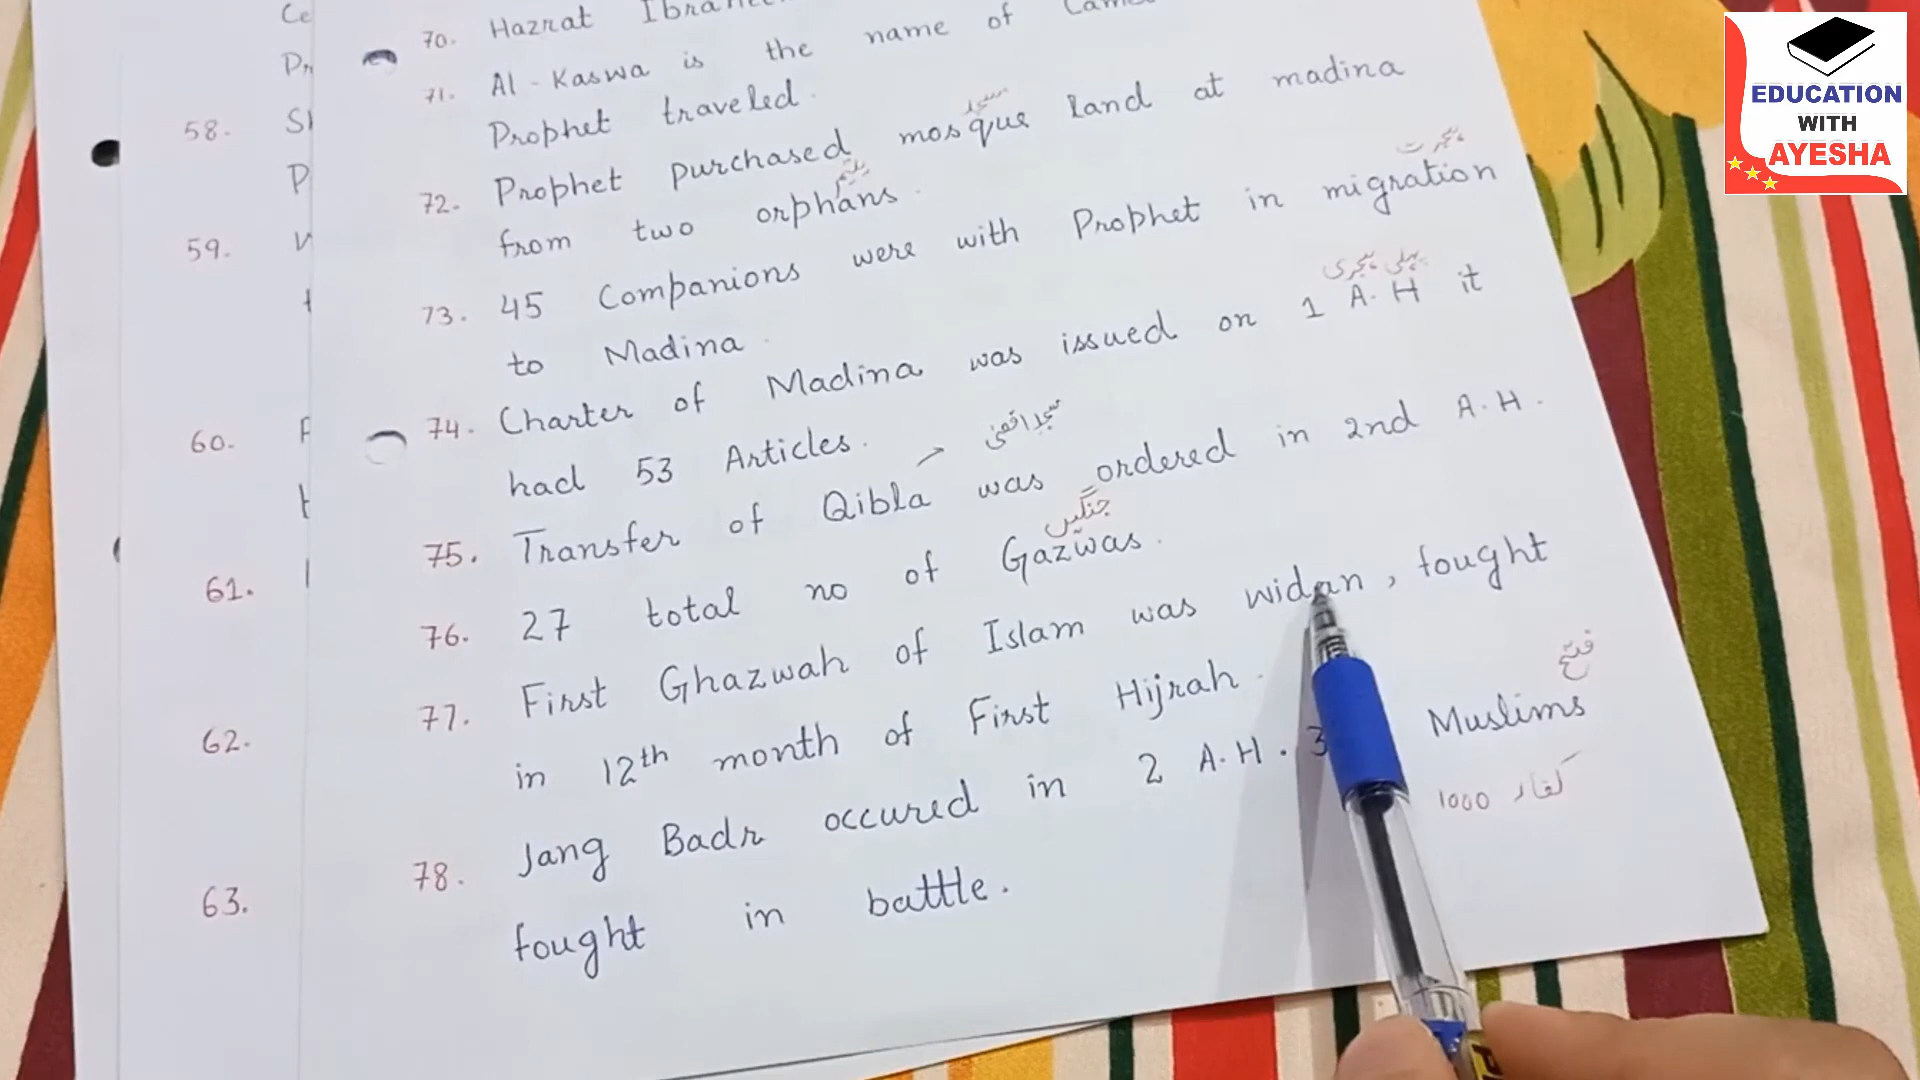 70. Hazrat
71. Al-Kaswa is the name of
Prophet traveled.
مسجد
72. Prophet purchased mosque land at madina
یتیم
from two orphans.
ہجرت
73. 45 Companions were with Prophet in migration
to Madina.
پہلی ہجری
74. Charter of Madina was issued on 1 A.H it
had 53 Articles.
مسجد اقصٰی
75. Transfer of Qibla was ordered in 2nd A.H.
جنگیں
76. 27 total no of Gazwas.
77. First Ghazwah of Islam was widan, fought
in 12th month of First Hijrah.
فتح
78. Jang Badr occured in 2 A.H. 3 Muslims
کفار 1000
fought in battle.
58.
59.
60.
61.
62.
63.
EDUCATION
WITH
AYESHA